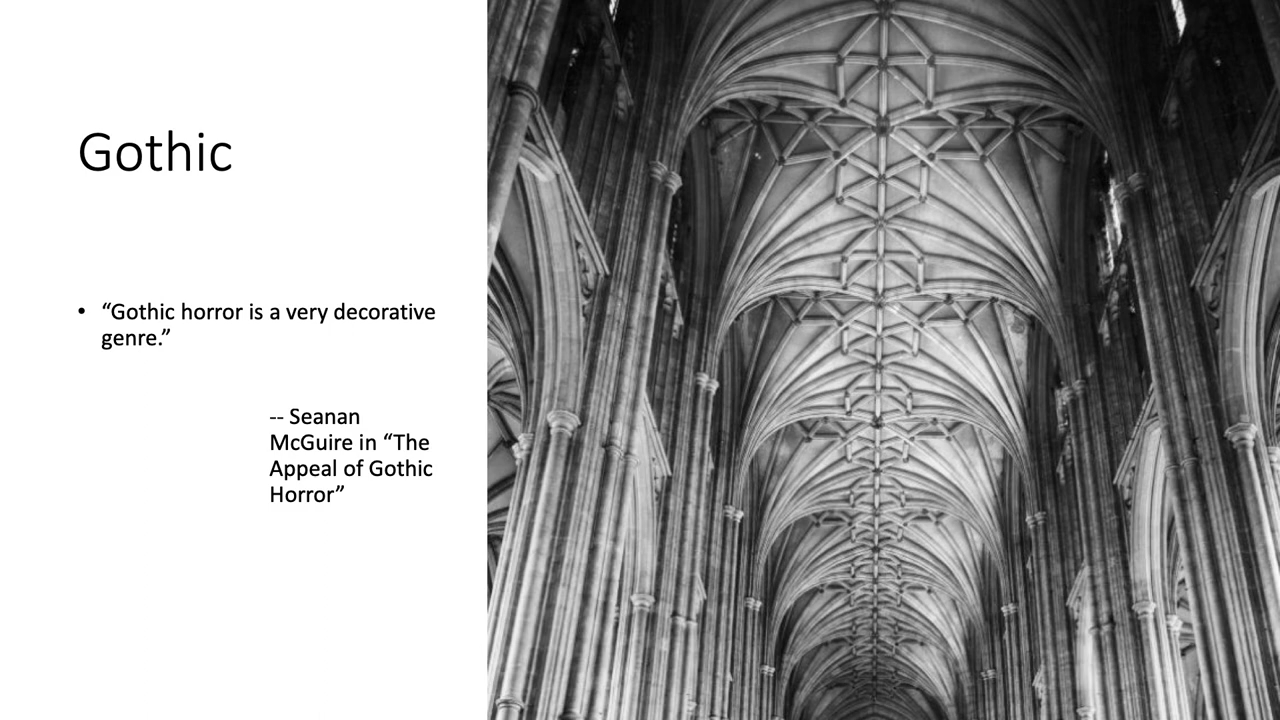 Gothic
• “Gothic horror is a very decorative
genre.”
-- Seanan
McGuire in “The
Appeal of Gothic
Horror”